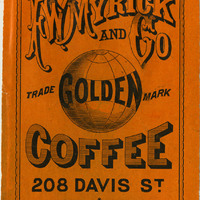 F.W. MYRICK
AND Co
TRADE GOLDEN MARK
COFFEE
208 DAVIS ST.